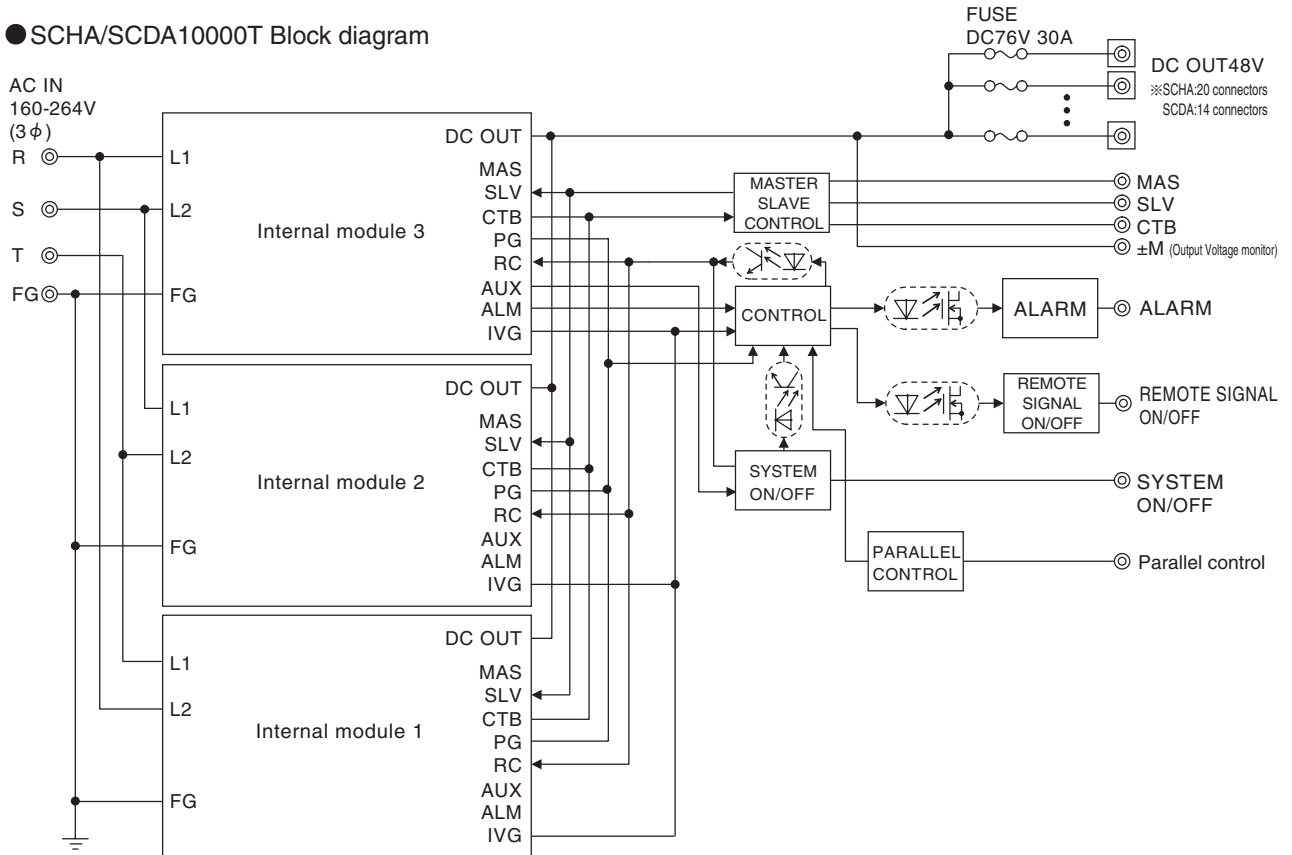 ● SCHA/SCDA10000T Block diagram
FUSE
DC76V 30A
DC OUT48V
※SCHA:20 connectors
SCDA:14 connectors
AC IN
160-264V
(3ϕ)
R
S
T
FG
L1
L2
FG
Internal module 3
DC OUT
MAS
SLV
CTB
PG
RC
AUX
ALM
IVG
L1
L2
FG
Internal module 2
DC OUT
MAS
SLV
CTB
PG
RC
AUX
ALM
IVG
L1
L2
FG
Internal module 1
DC OUT
MAS
SLV
CTB
PG
RC
AUX
ALM
IVG
MASTER
SLAVE
CONTROL
MAS
SLV
CTB
±M (Output Voltage monitor)
CONTROL
ALARM
ALARM
REMOTE
SIGNAL
ON/OFF
REMOTE SIGNAL
ON/OFF
SYSTEM
ON/OFF
SYSTEM
ON/OFF
PARALLEL
CONTROL
Parallel control